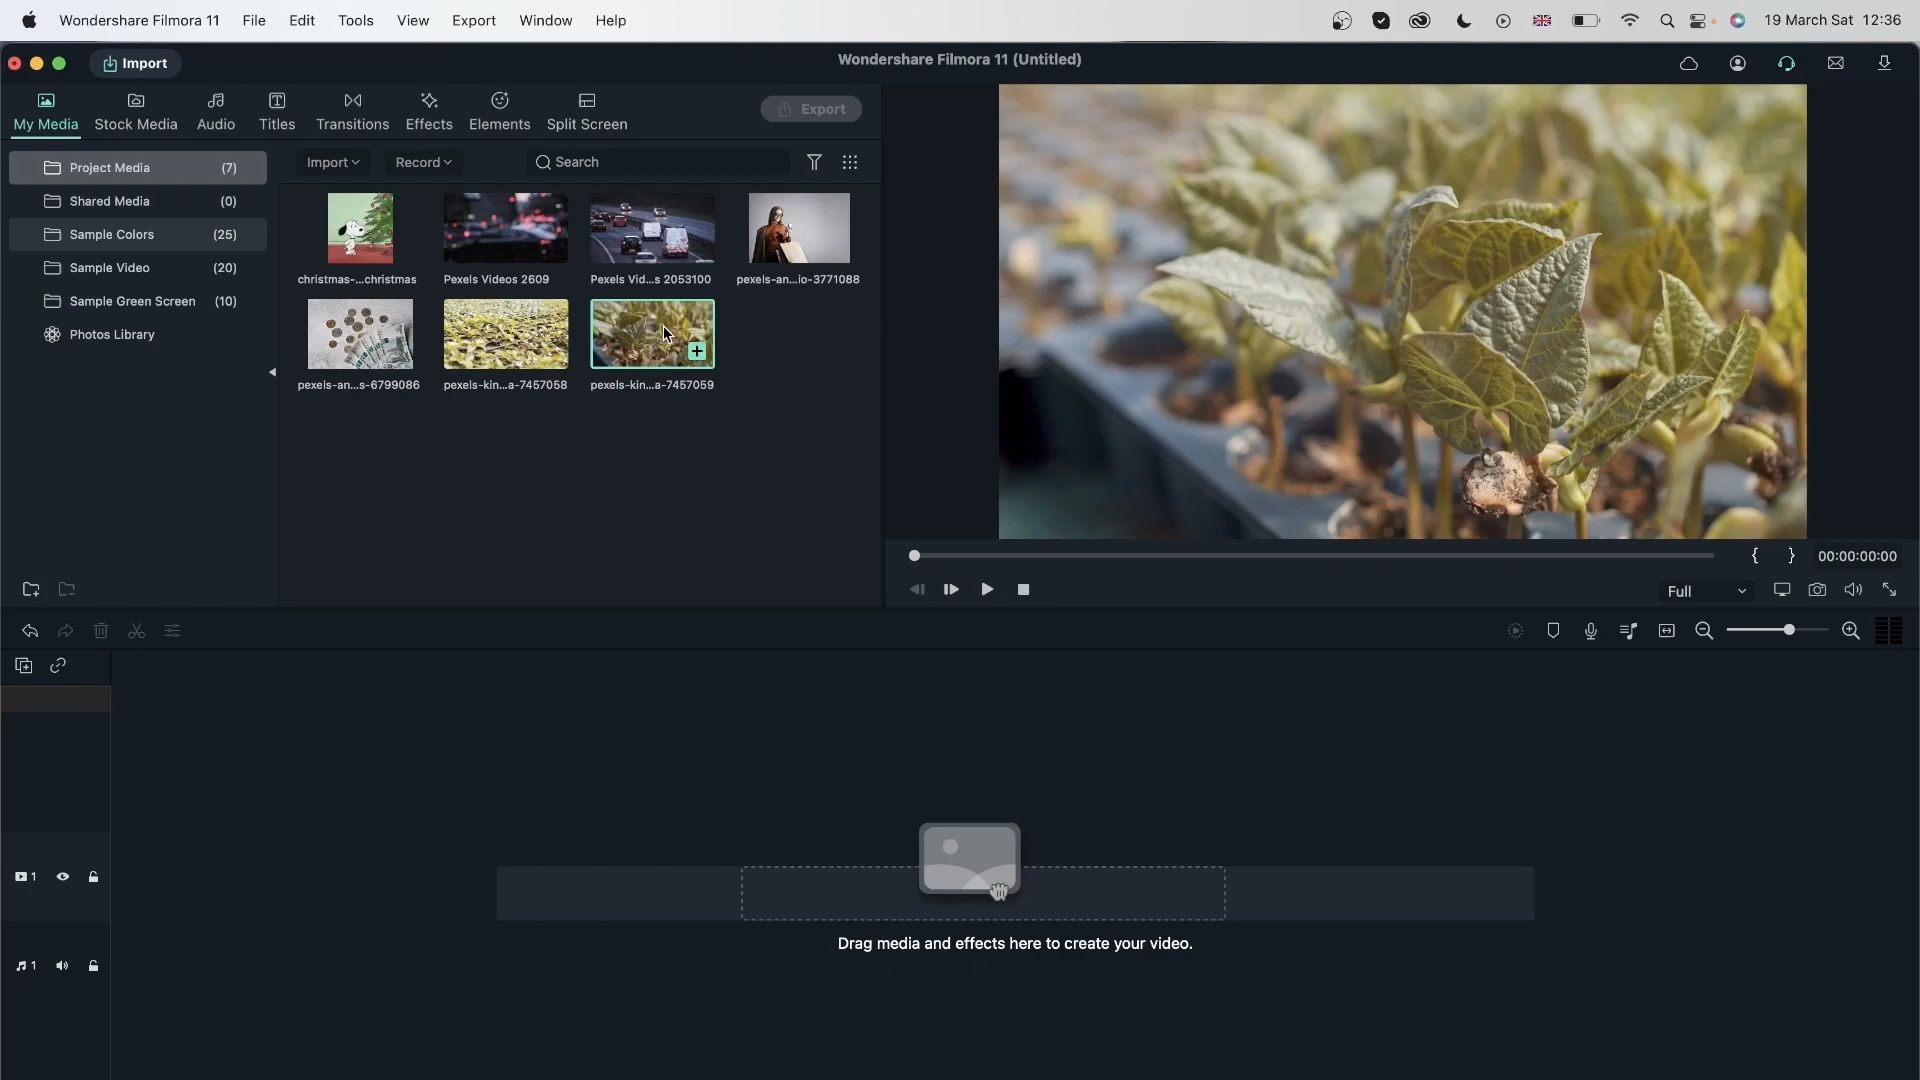 Wondershare Filmora 11 File Edit Tools View Export Window Help 19 March Sat 12:36
Import Wondershare Filmora 11 (Untitled)
My Media Stock Media Audio Titles Transitions Effects Elements Split Screen Export
Project Media (7)
Shared Media (0)
Sample Colors (25)
Sample Video (20)
Sample Green Screen (10)
Photos Library
Import Record Search
christmas-...christmas Pexels Videos 2609 Pexels Vid...s 2053100 pexels-an...io-3771088
pexels-an...s-6799086 pexels-kin...a-7457058 pexels-kin...a-7457059
{ } 00:00:00:00
Full
1
Drag media and effects here to create your video.
1